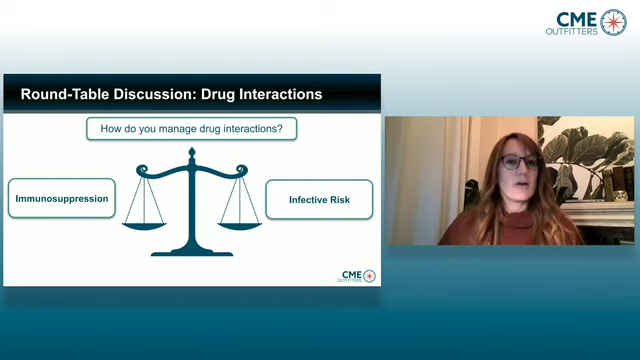 CME
OUTFITTERS
Round-Table Discussion: Drug Interactions
How do you manage drug interactions?
Immunosuppression
Infective Risk
CME
OUTFITTERS